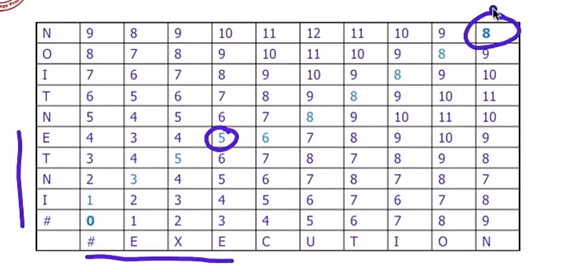 N 9 8 9 10 11 12 11 10 9 8
O 8 7 8 9 10 11 10 9 8 9
I 7 6 7 8 9 10 9 8 9 10
T 6 5 6 7 8 9 8 9 10 11
N 5 4 5 6 7 8 9 10 11 10
E 4 3 4 5 6 7 8 9 10 9
T 3 4 5 6 7 8 7 8 9 8
N 2 3 4 5 6 7 8 7 8 7
I 1 2 3 4 5 6 7 6 7 8
# 0 1 2 3 4 5 6 7 8 9
# E X E C U T I O N